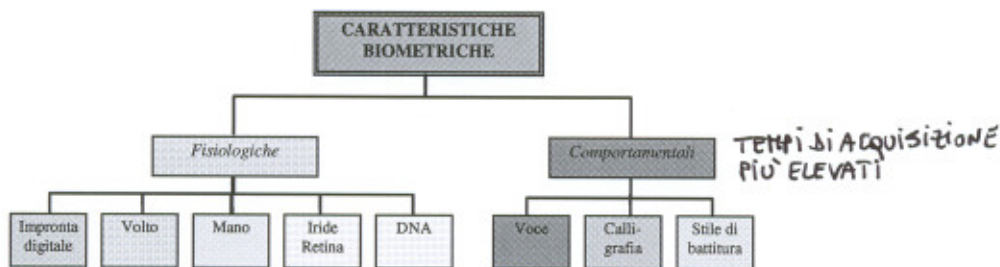 CARATTERISTICHE
BIOMETRICHE
Fisiologiche
Comportamentali
TEMPI DI ACQUISIZIONE
PIÙ ELEVATI
Impronta
digitale
Volto
Mano
Iride
Retina
DNA
Voce
Calli-
grafia
Stile di
battitura